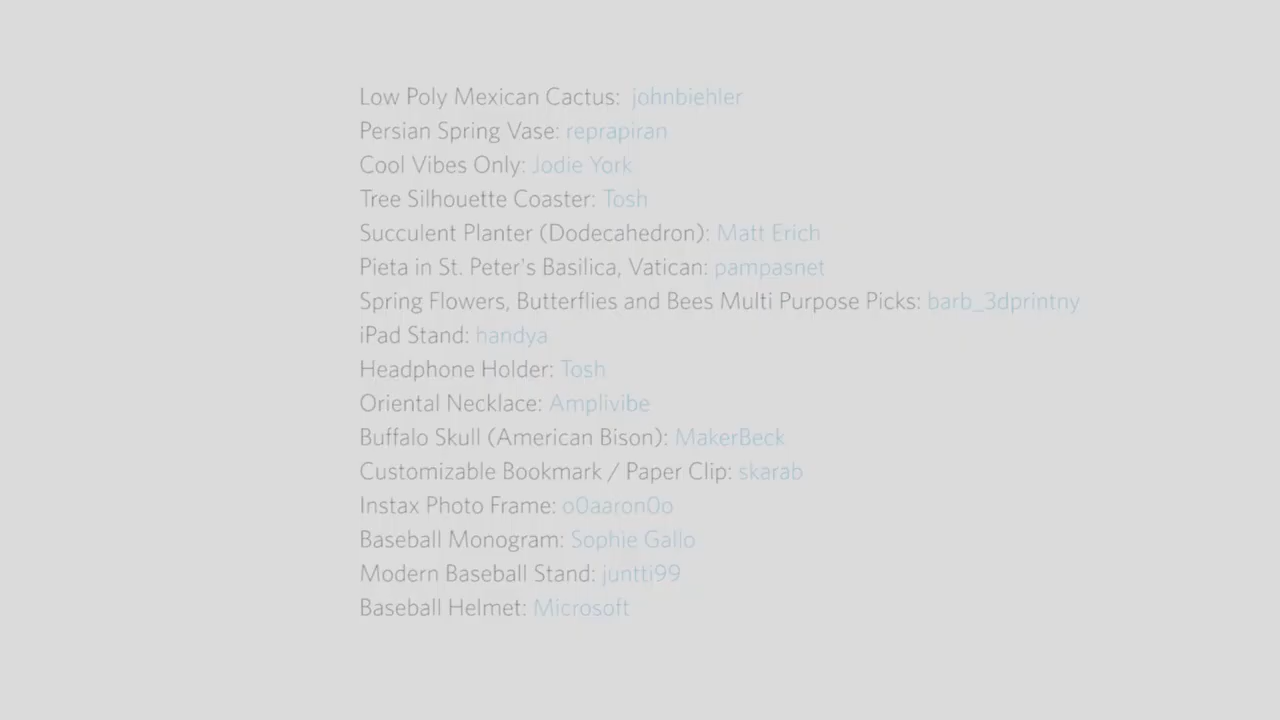 Low Poly Mexican Cactus: johnbiehler
Persian Spring Vase: reprapiran
Cool Vibes Only: Jodie York
Tree Silhouette Coaster: Tosh
Succulent Planter (Dodecahedron): Matt Erich
Pieta in St. Peter's Basilica, Vatican: pampasnet
Spring Flowers, Butterflies and Bees Multi Purpose Picks: barb_3dprintny
iPad Stand: handya
Headphone Holder: Tosh
Oriental Necklace: Amplivibe
Buffalo Skull (American Bison): MakerBeck
Customizable Bookmark / Paper Clip: skarab
Instax Photo Frame: o0aaron0o
Baseball Monogram: Sophie Gallo
Modern Baseball Stand: juntti99
Baseball Helmet: Microsoft